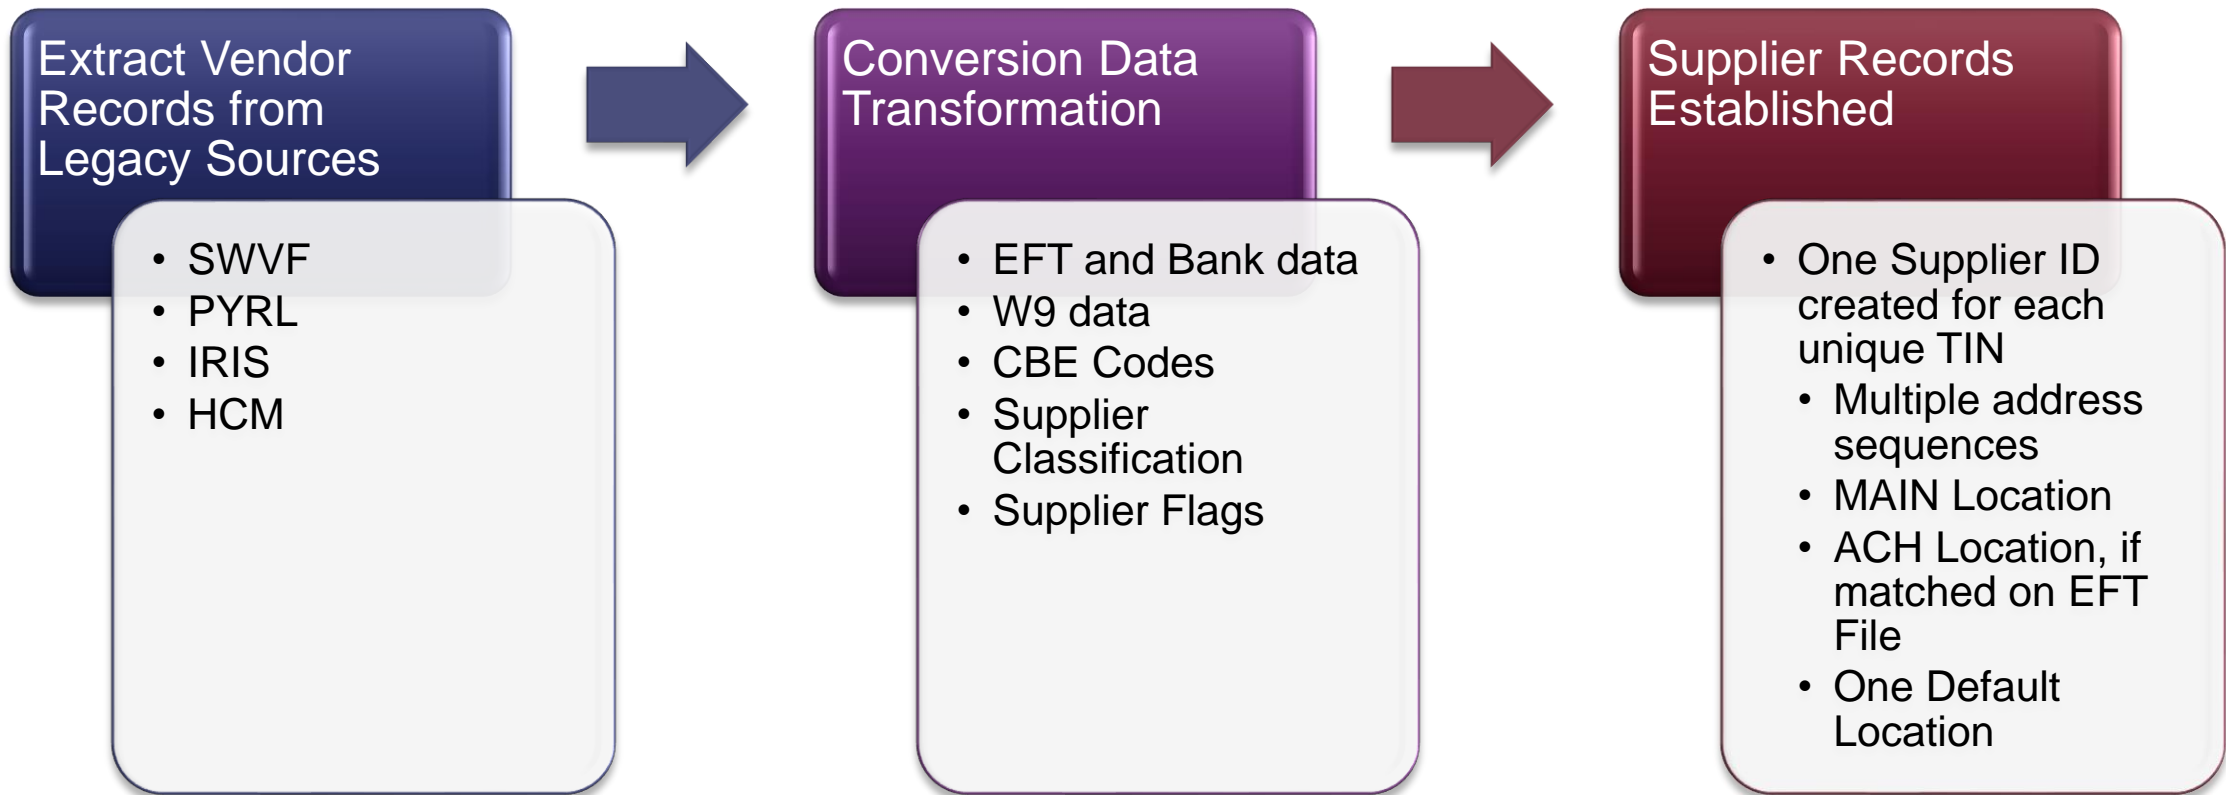 Extract Vendor
Records from
Legacy Sources
• SWVF
• PYRL
• IRIS
• HCM
Conversion Data
Transformation
• EFT and Bank data
• W9 data
• CBE Codes
• Supplier
Classification
• Supplier Flags
Supplier Records
Established
• One Supplier ID
created for each
unique TIN
• Multiple address
sequences
• MAIN Location
• ACH Location, if
matched on EFT
File
• One Default
Location